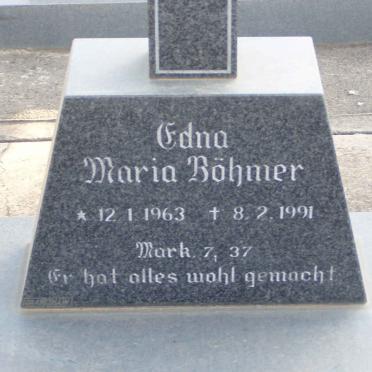 Edna
Maria Böhmer
* 12.1.1963 † 8.2.1991
Mark. 7, 37
Er hat alles wohl gemacht